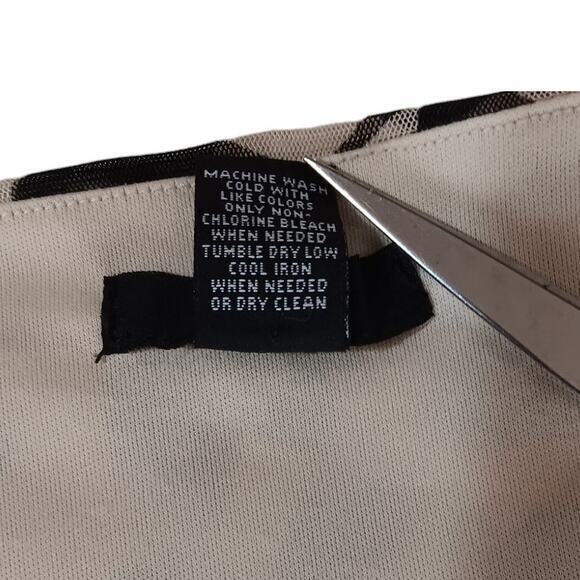 MACHINE WASH
COLD WITH
LIKE COLORS
ONLY NON-
CHLORINE BLEACH
WHEN NEEDED
TUMBLE DRY LOW
COOL IRON
WHEN NEEDED
OR DRY CLEAN